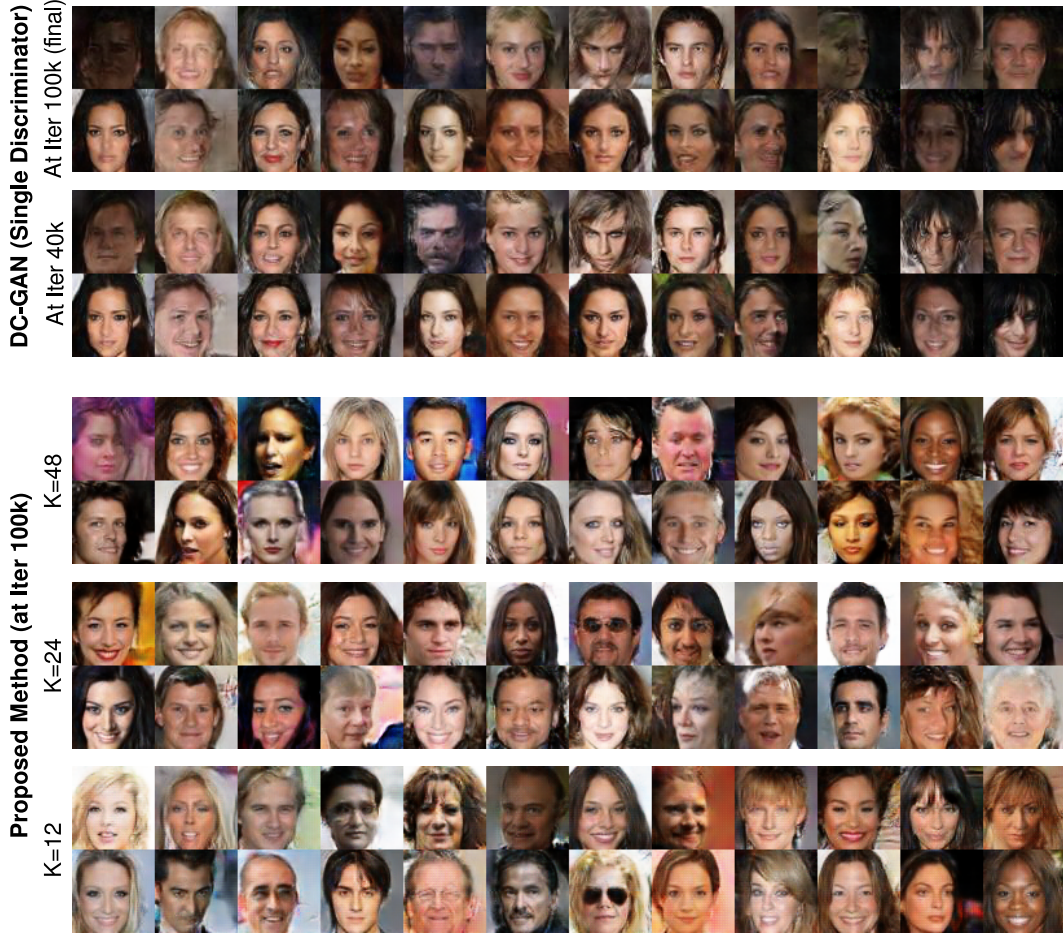 DC-GAN (Single Discriminator)
At Iter 100k (final)
At Iter 40k
Proposed Method (at Iter 100k)
K=48
K=24
K=12